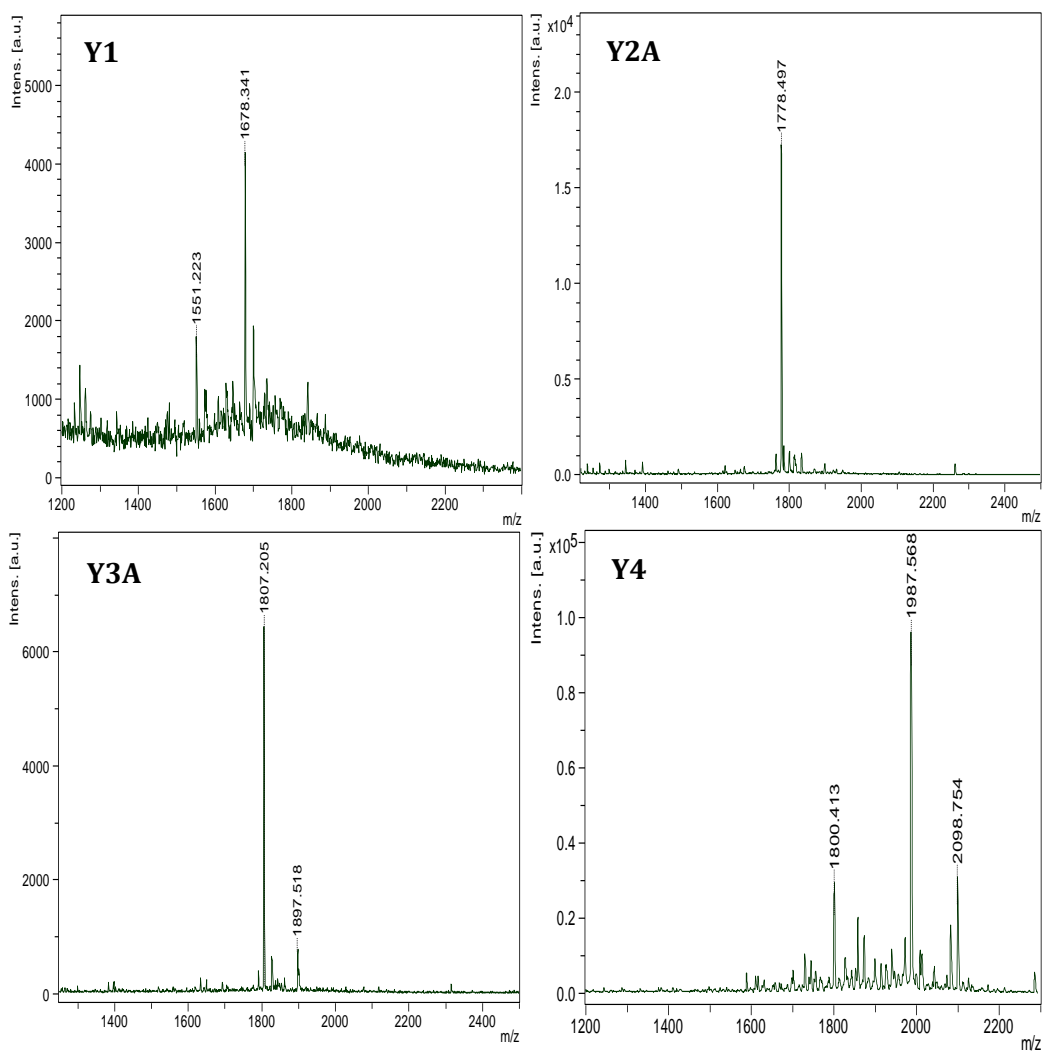 Y1
Intens. [a.u.]
5000
4000
3000
2000
1000
0
1551.223
1678.341
1200 1400 1600 1800 2000 2200
m/z
Y2A
Intens. [a.u.]
x10⁴
2.0
1.5
1.0
0.5
0.0
1778.497
1400 1600 1800 2000 2200 2400
m/z
Y3A
Intens. [a.u.]
6000
4000
2000
0
1807.205
1897.518
1400 1600 1800 2000 2200 2400
m/z
Y4
Intens. [a.u.]
x10⁵
1.0
0.8
0.6
0.4
0.2
0.0
1800.413
1987.568
2098.754
1200 1400 1600 1800 2000 2200
m/z